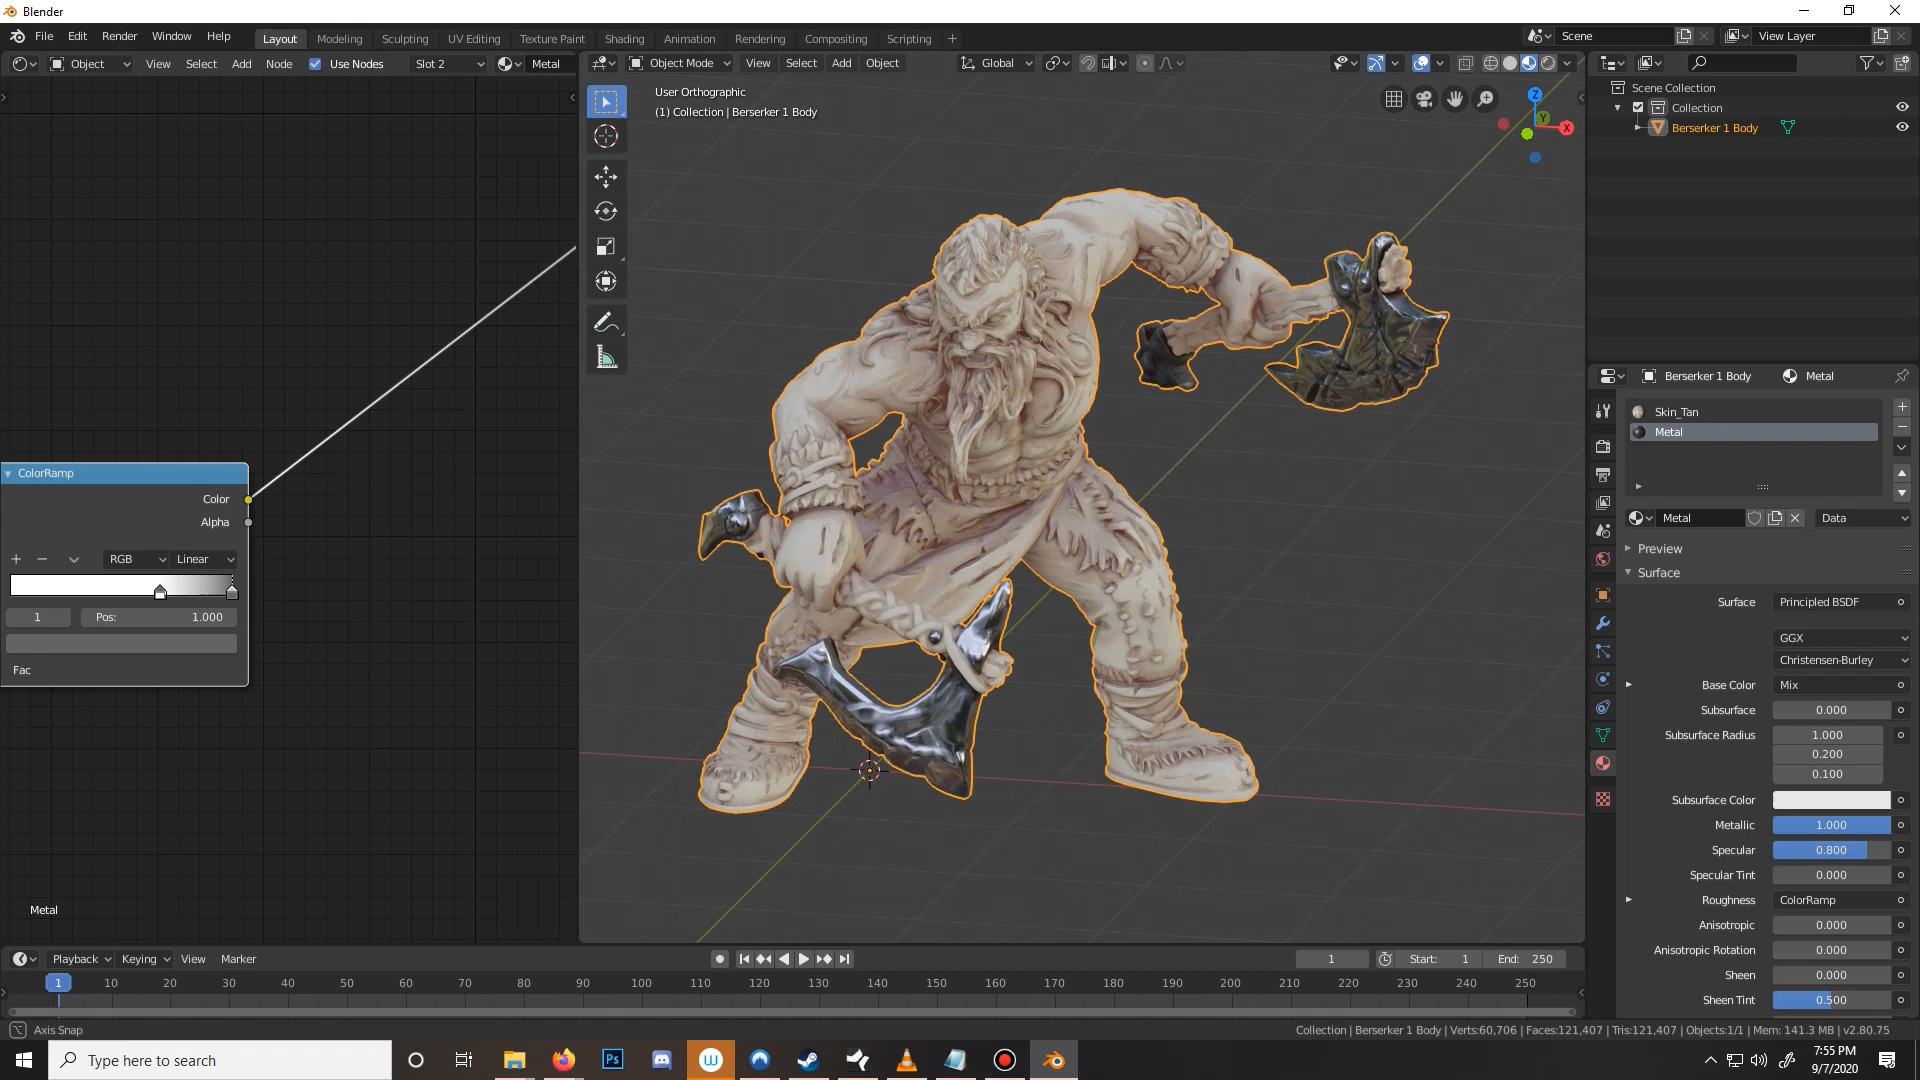 Blender
File Edit Render Window Help
Layout Modeling Sculpting UV Editing Texture Paint Shading Animation Rendering Compositing Scripting +
Scene View Layer
Object View Select Add Node Use Nodes Slot 2 Metal
Object Mode View Select Add Object Global
User Orthographic
(1) Collection | Berserker 1 Body
Z
Y
X
Scene Collection
Collection
Berserker 1 Body
Berserker 1 Body Metal
Skin_Tan
Metal
Metal Data
Preview
Surface
Surface Principled BSDF
GGX
Christensen-Burley
Base Color Mix
Subsurface 0.000
Subsurface Radius 1.000
0.200
0.100
Subsurface Color
Metallic 1.000
Specular 0.800
Specular Tint 0.000
Roughness ColorRamp
Anisotropic 0.000
Anisotropic Rotation 0.000
Sheen 0.000
Sheen Tint 0.500
ColorRamp
Color
Alpha
RGB Linear
1 Pos: 1.000
Fac
Metal
Playback Keying View Marker
1 Start: 1 End: 250
1 10 20 30 40 50 60 70 80 90 100 110 120 130 140 150 160 170 180 190 200 210 220 230 240 250
Axis Snap
Collection | Berserker 1 Body | Verts:60,706 | Faces:121,407 | Tris:121,407 | Objects:1/1 | Mem: 141.3 MB | v2.80.75
Type here to search
Ps
W
7:55 PM
9/7/2020